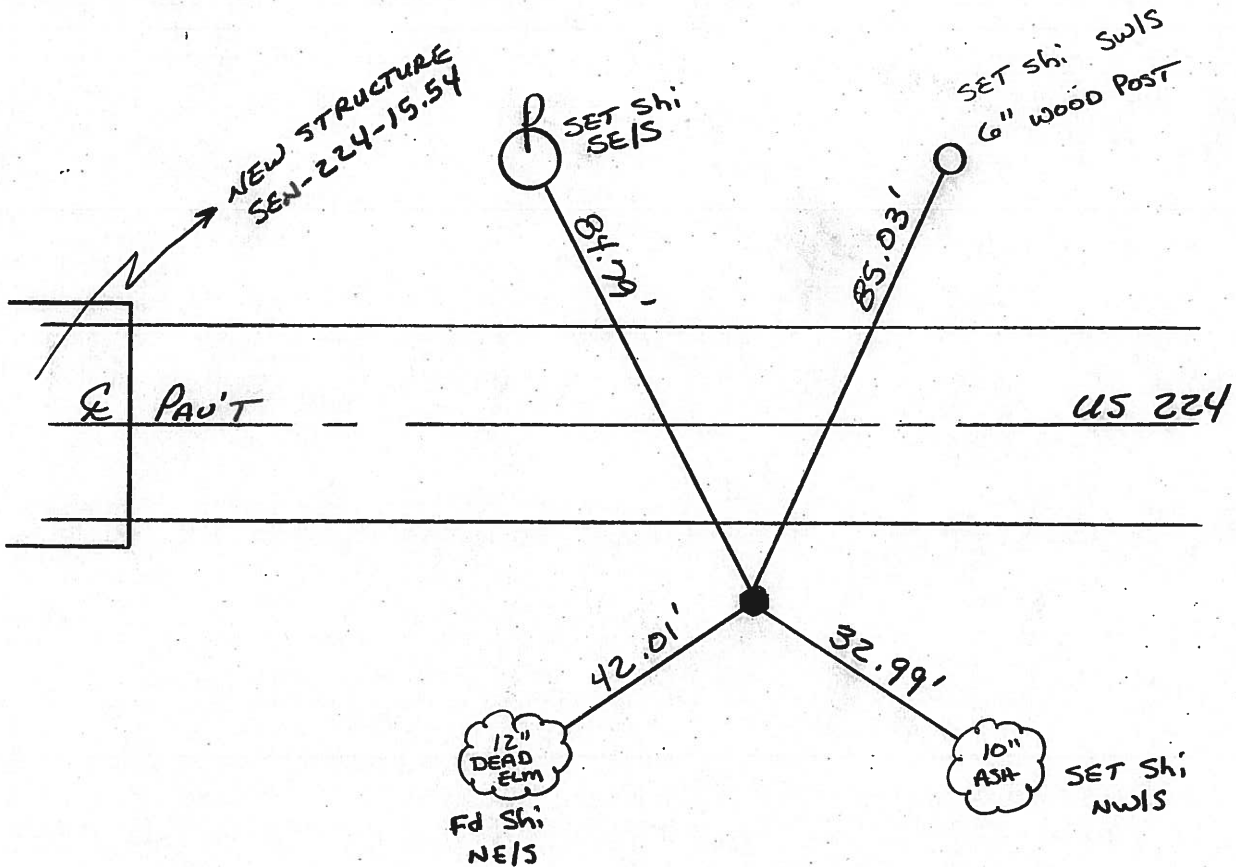 NEW STRUCTURE
SEN-224-15.54
SET Shi
SE/S
SET Shi SW/S
6" WOOD POST
84.79'
85.03'
℄ PAV'T
US 224
42.01'
32.99'
12"
DEAD
ELM
Fd Shi
NE/S
10"
ASH
SET Shi
NW/S